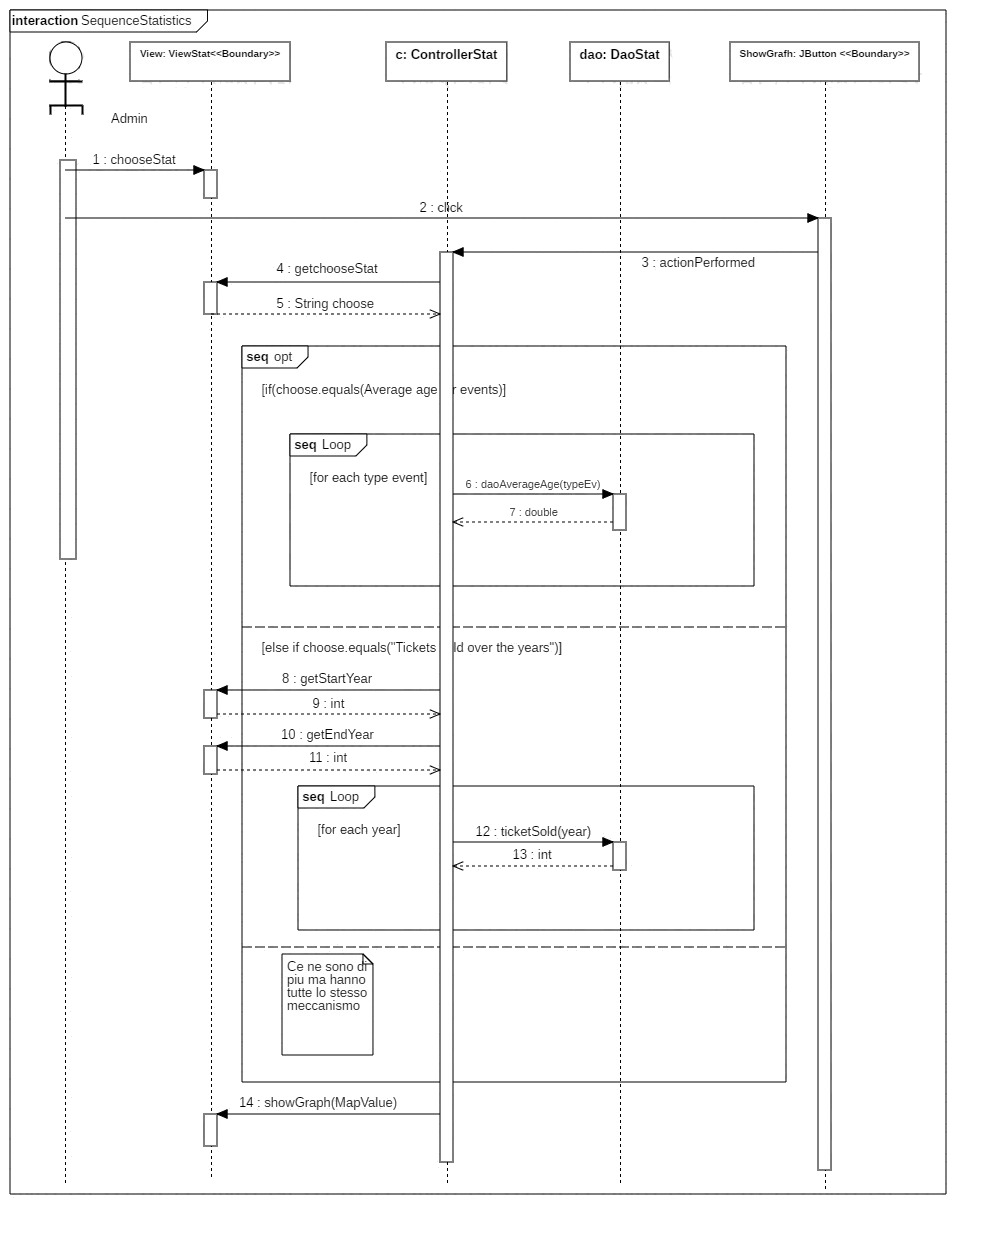 interaction SequenceStatistics
View: ViewStat<<Boundary>>
c: ControllerStat
dao: DaoStat
ShowGrafh: JButton <<Boundary>>
Admin
1 : chooseStat
2 : click
3 : actionPerformed
4 : getchooseStat
5 : String choose
seq opt
[if(choose.equals(Average age r events)]
seq Loop
[for each type event]
6 : daoAverageAge(typeEv)
7 : double
[else if choose.equals("Tickets ld over the years")]
8 : getStartYear
9 : int
10 : getEndYear
11 : int
seq Loop
[for each year]
12 : ticketSold(year)
13 : int
Ce ne sono di
piu ma hanno
tutte lo stesso
meccanismo
14 : showGraph(MapValue)